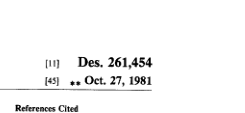 [11] Des. 261,454
[45] ** Oct. 27, 1981
References Cited